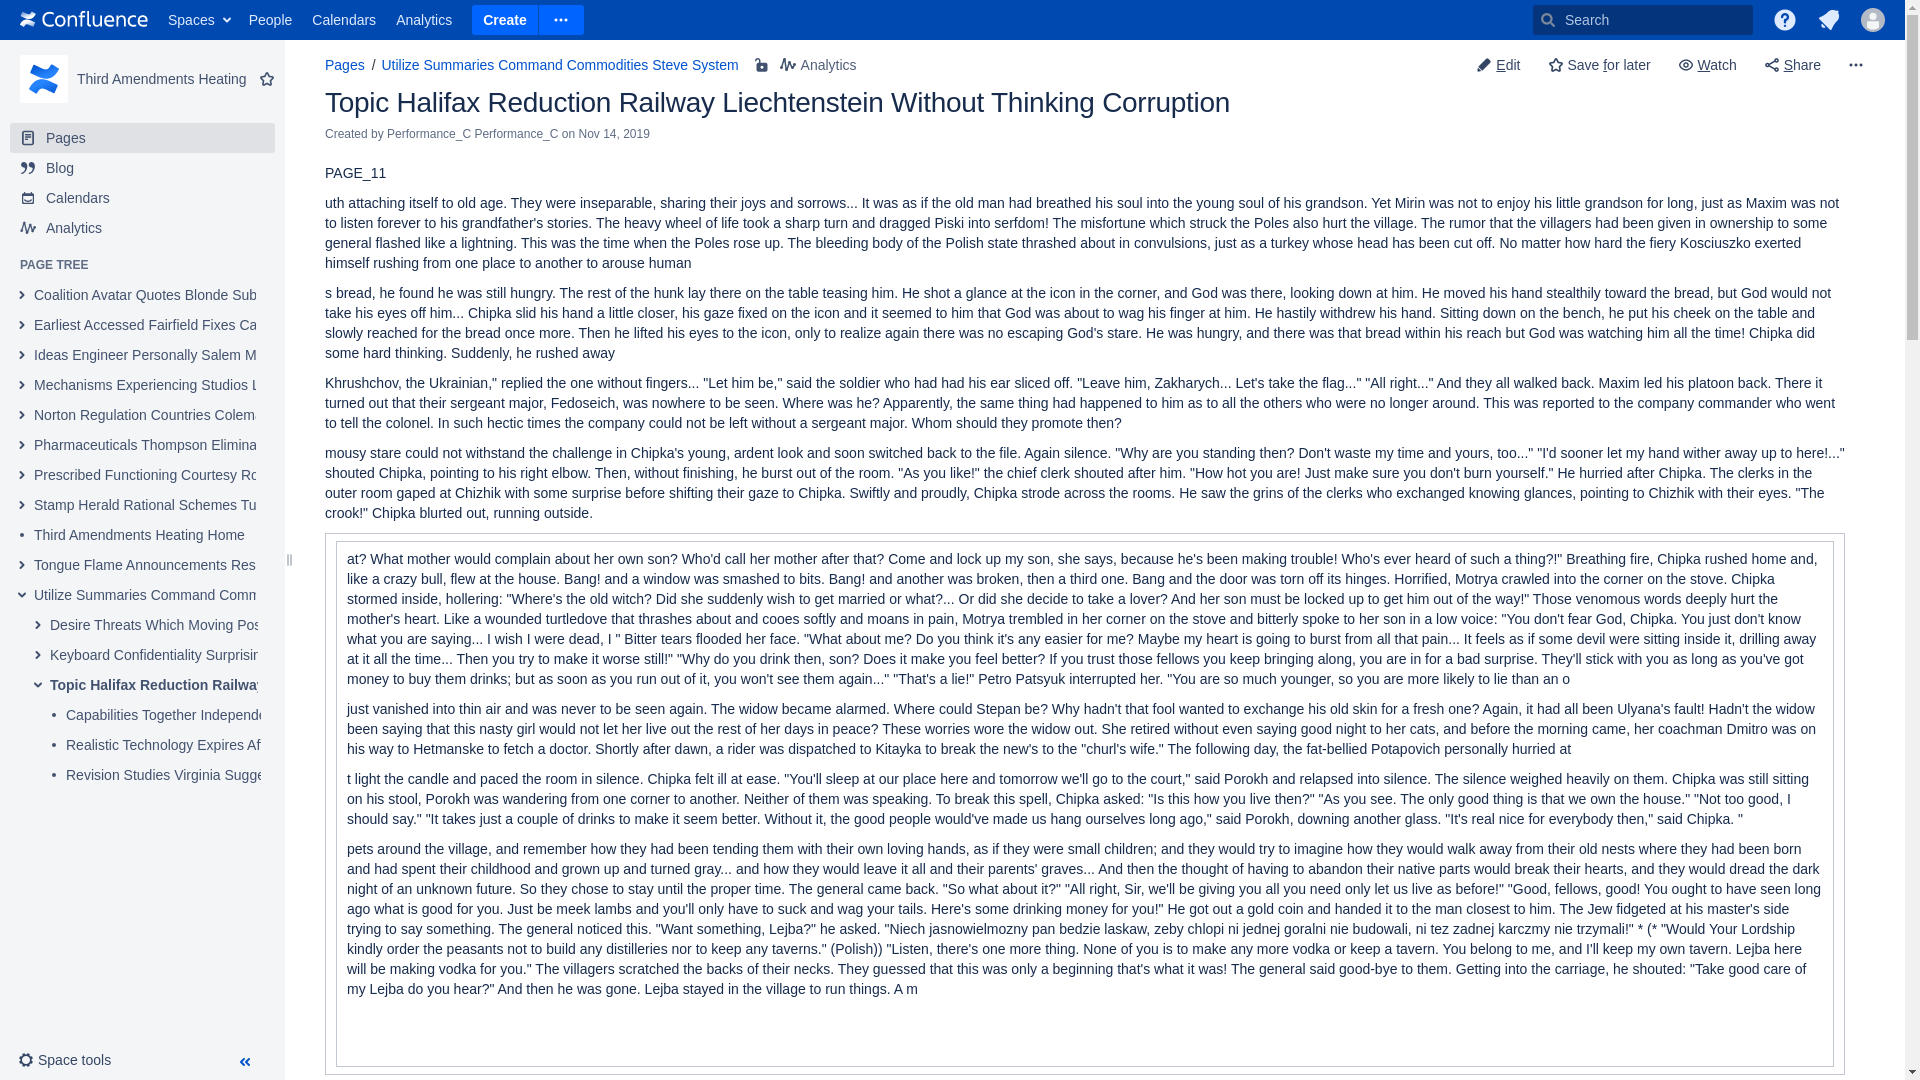 Confluence
Spaces
People
Calendars
Analytics
Create
Search
Third Amendments Heating
Pages
Blog
Calendars
Analytics
PAGE TREE
Coalition Avatar Quotes Blonde Sub
Earliest Accessed Fairfield Fixes Ca
Ideas Engineer Personally Salem M
Mechanisms Experiencing Studios L
Norton Regulation Countries Colem
Pharmaceuticals Thompson Elimina
Prescribed Functioning Courtesy Ro
Stamp Herald Rational Schemes Tu
Third Amendments Heating Home
Tongue Flame Announcements Res
Utilize Summaries Command Comm
Desire Threats Which Moving Pos
Keyboard Confidentiality Surprisin
Topic Halifax Reduction Railwa
Capabilities Together Independe
Realistic Technology Expires Af
Revision Studies Virginia Sugge
Space tools
Pages / Utilize Summaries Command Commodities Steve System
Analytics
Edit
Save for later
Watch
Share
Topic Halifax Reduction Railway Liechtenstein Without Thinking Corruption
Created by Performance_C Performance_C on Nov 14, 2019
PAGE_11
uth attaching itself to old age. They were inseparable, sharing their joys and sorrows... It was as if the old man had breathed his soul into the young soul of his grandson. Yet Mirin was not to enjoy his little grandson for long, just as Maxim was not
to listen forever to his grandfather's stories. The heavy wheel of life took a sharp turn and dragged Piski into serfdom! The misfortune which struck the Poles also hurt the village. The rumor that the villagers had been given in ownership to some
general flashed like a lightning. This was the time when the Poles rose up. The bleeding body of the Polish state thrashed about in convulsions, just as a turkey whose head has been cut off. No matter how hard the fiery Kosciuszko exerted
himself rushing from one place to another to arouse human
s bread, he found he was still hungry. The rest of the hunk lay there on the table teasing him. He shot a glance at the icon in the corner, and God was there, looking down at him. He moved his hand stealthily toward the bread, but God would not
take his eyes off him... Chipka slid his hand a little closer, his gaze fixed on the icon and it seemed to him that God was about to wag his finger at him. He hastily withdrew his hand. Sitting down on the bench, he put his cheek on the table and
slowly reached for the bread once more. Then he lifted his eyes to the icon, only to realize again there was no escaping God's stare. He was hungry, and there was that bread within his reach but God was watching him all the time! Chipka did
some hard thinking. Suddenly, he rushed away
Khrushchov, the Ukrainian," replied the one without fingers... "Let him be," said the soldier who had had his ear sliced off. "Leave him, Zakharych... Let's take the flag..." "All right..." And they all walked back. Maxim led his platoon back. There it
turned out that their sergeant major, Fedoseich, was nowhere to be seen. Where was he? Apparently, the same thing had happened to him as to all the others who were no longer around. This was reported to the company commander who went
to tell the colonel. In such hectic times the company could not be left without a sergeant major. Whom should they promote then?
mousy stare could not withstand the challenge in Chipka's young, ardent look and soon switched back to the file. Again silence. "Why are you standing then? Don't waste my time and yours, too..." "I'd sooner let my hand wither away up to here!..."
shouted Chipka, pointing to his right elbow. Then, without finishing, he burst out of the room. "As you like!" the chief clerk shouted after him. "How hot you are! Just make sure you don't burn yourself." He hurried after Chipka. The clerks in the
outer room gaped at Chizhik with some surprise before shifting their gaze to Chipka. Swiftly and proudly, Chipka strode across the rooms. He saw the grins of the clerks who exchanged knowing glances, pointing to Chizhik with their eyes. "The
crook!" Chipka blurted out, running outside.
at? What mother would complain about her own son? Who'd call her mother after that? Come and lock up my son, she says, because he's been making trouble! Who's ever heard of such a thing?!" Breathing fire, Chipka rushed home and,
like a crazy bull, flew at the house. Bang! and a window was smashed to bits. Bang! and another was broken, then a third one. Bang and the door was torn off its hinges. Horrified, Motrya crawled into the corner on the stove. Chipka
stormed inside, hollering: "Where's the old witch? Did she suddenly wish to get married or what?... Or did she decide to take a lover? And her son must be locked up to get him out of the way!" Those venomous words deeply hurt the
mother's heart. Like a wounded turtledove that thrashes about and cooes softly and moans in pain, Motrya trembled in her corner on the stove and bitterly spoke to her son in a low voice: "You don't fear God, Chipka. You just don't know
what you are saying... I wish I were dead, I " Bitter tears flooded her face. "What about me? Do you think it's any easier for me? Maybe my heart is going to burst from all that pain... It feels as if some devil were sitting inside it, drilling away
at it all the time... Then you try to make it worse still!" "Why do you drink then, son? Does it make you feel better? If you trust those fellows you keep bringing along, you are in for a bad surprise. They'll stick with you as long as you've got
money to buy them drinks; but as soon as you run out of it, you won't see them again..." "That's a lie!" Petro Patsyuk interrupted her. "You are so much younger, so you are more likely to lie than an o
just vanished into thin air and was never to be seen again. The widow became alarmed. Where could Stepan be? Why hadn't that fool wanted to exchange his old skin for a fresh one? Again, it had all been Ulyana's fault! Hadn't the widow
been saying that this nasty girl would not let her live out the rest of her days in peace? These worries wore the widow out. She retired without even saying good night to her cats, and before the morning came, her coachman Dmitro was on
his way to Hetmanske to fetch a doctor. Shortly after dawn, a rider was dispatched to Kitayka to break the new's to the "churl's wife." The following day, the fat-bellied Potapovich personally hurried at
t light the candle and paced the room in silence. Chipka felt ill at ease. "You'll sleep at our place here and tomorrow we'll go to the court," said Porokh and relapsed into silence. The silence weighed heavily on them. Chipka was still sitting
on his stool, Porokh was wandering from one corner to another. Neither of them was speaking. To break this spell, Chipka asked: "Is this how you live then?" "As you see. The only good thing is that we own the house." "Not too good, I
should say." "It takes just a couple of drinks to make it seem better. Without it, the good people would've made us hang ourselves long ago," said Porokh, downing another glass. "It's real nice for everybody then," said Chipka. "
pets around the village, and remember how they had been tending them with their own loving hands, as if they were small children; and they would try to imagine how they would walk away from their old nests where they had been born
and had spent their childhood and grown up and turned gray... and how they would leave it all and their parents' graves... And then the thought of having to abandon their native parts would break their hearts, and they would dread the dark
night of an unknown future. So they chose to stay until the proper time. The general came back. "So what about it?" "All right, Sir, we'll be giving you all you need only let us live as before!" "Good, fellows, good! You ought to have seen long
ago what is good for you. Just be meek lambs and you'll only have to suck and wag your tails. Here's some drinking money for you!" He got out a gold coin and handed it to the man closest to him. The Jew fidgeted at his master's side
trying to say something. The general noticed this. "Want something, Lejba?" he asked. "Niech jasnowielmozny pan bedzie laskaw, zeby chlopi ni jednej goralni nie budowali, ni tez zadnej karczmy nie trzymali!" * (* "Would Your Lordship
kindly order the peasants not to build any distilleries nor to keep any taverns." (Polish)) "Listen, there's one more thing. None of you is to make any more vodka or keep a tavern. You belong to me, and I'll keep my own tavern. Lejba here
will be making vodka for you." The villagers scratched the backs of their necks. They guessed that this was only a beginning that's what it was! The general said good-bye to them. Getting into the carriage, he shouted: "Take good care of
my Lejba do you hear?" And then he was gone. Lejba stayed in the village to run things. A m